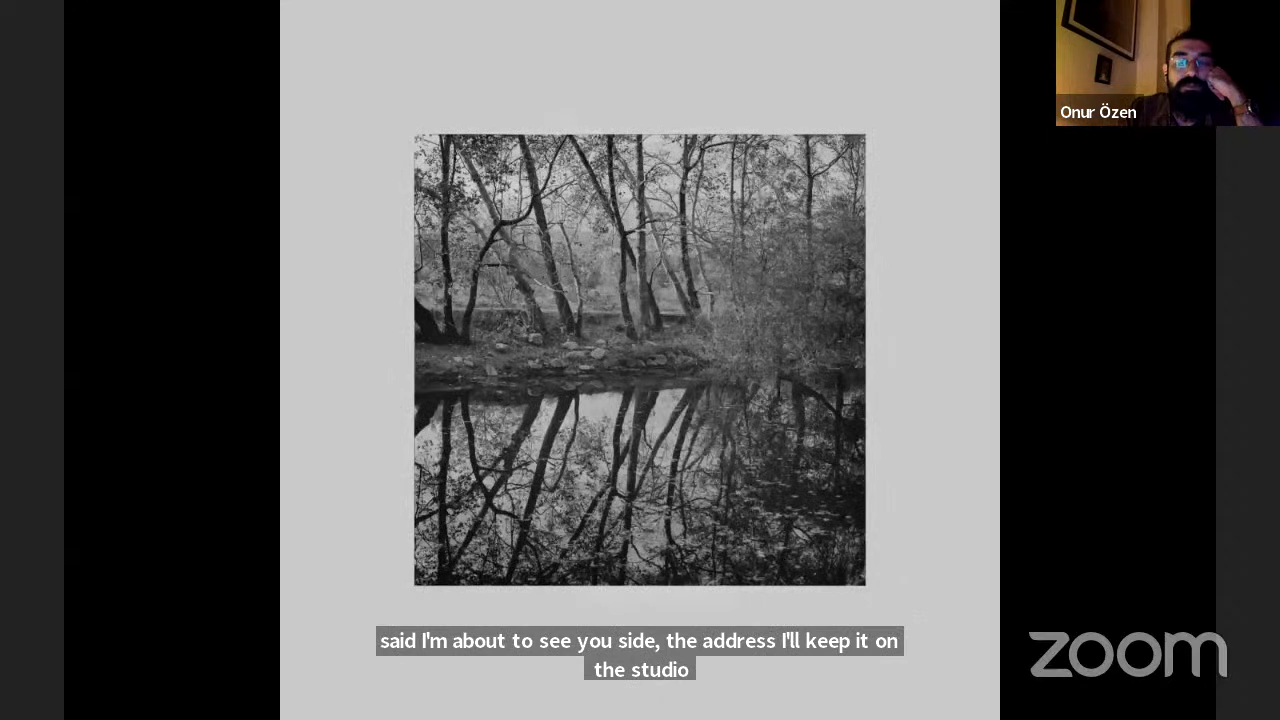 Onur Özen
said I'm about to see you side, the address I'll keep it on
the studio
zoom